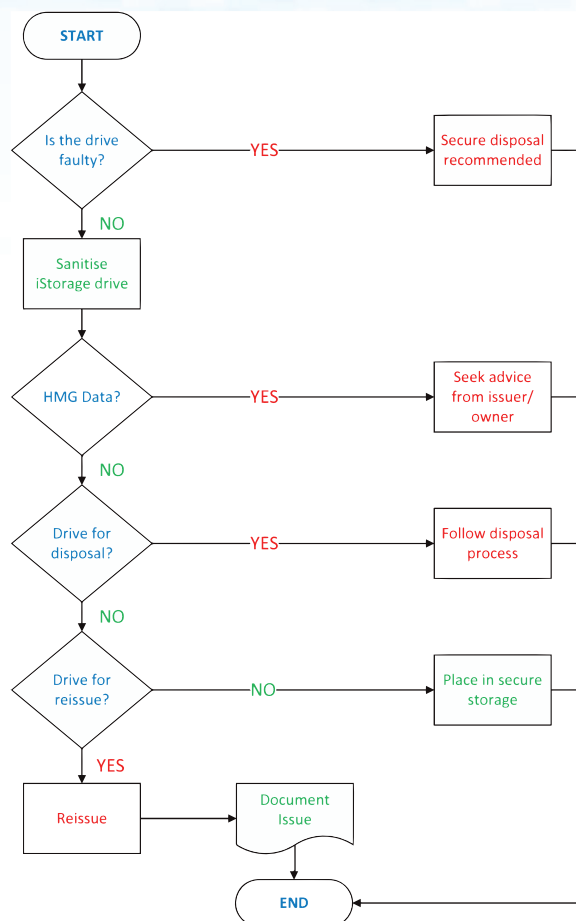 START
Is the drive
faulty?
YES
Secure disposal
recommended
NO
Sanitise
iStorage drive
HMG Data?
YES
Seek advice
from issuer/
owner
NO
Drive for
disposal?
YES
Follow disposal
process
NO
Drive for
reissue?
NO
Place in secure
storage
YES
Reissue
Document
Issue
END